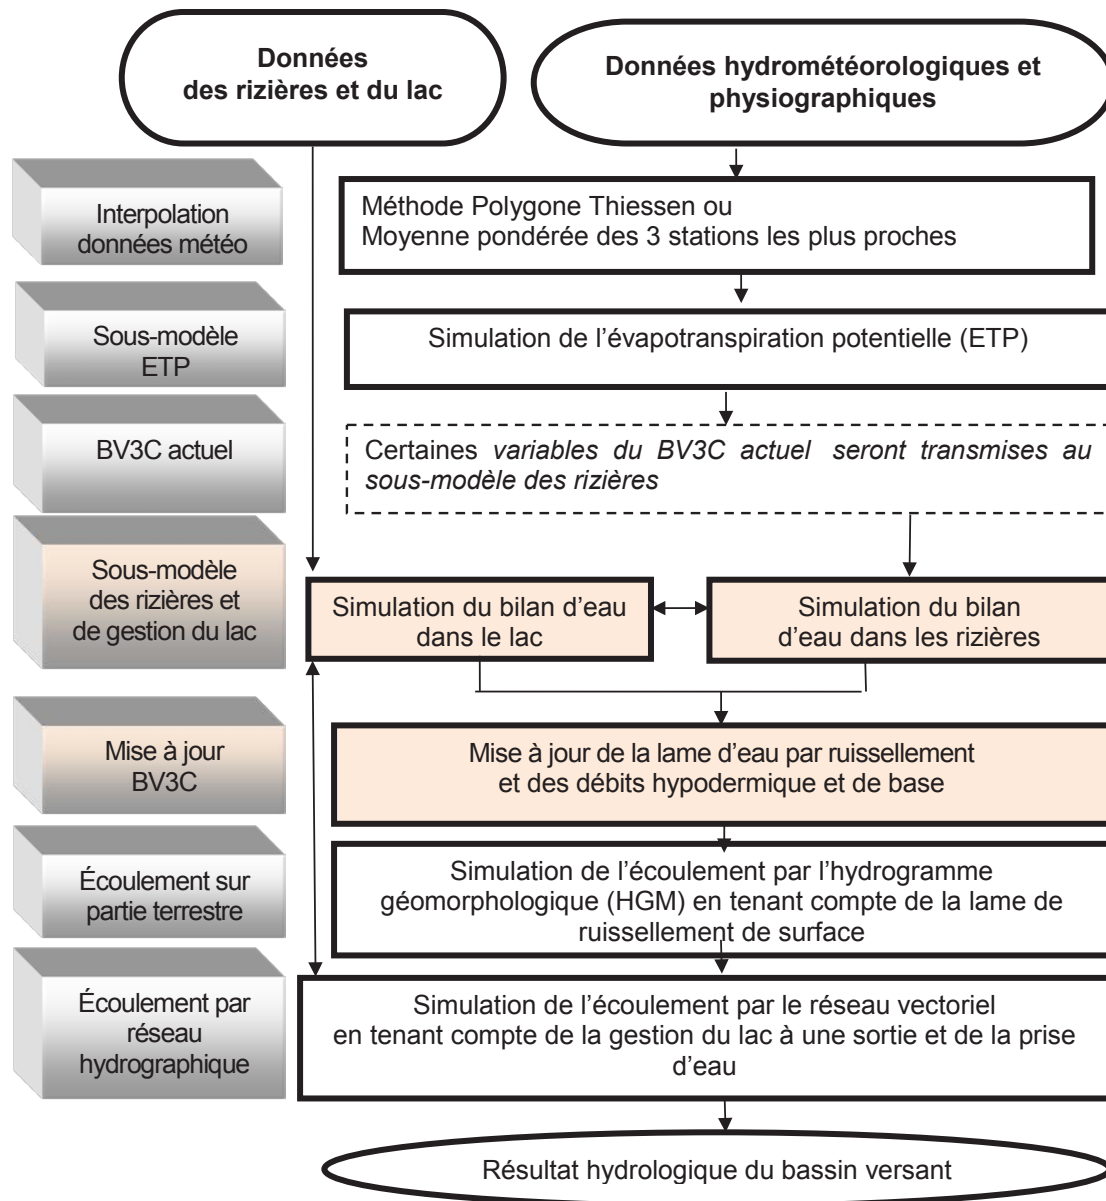 Données
des rizières et du lac
Données hydrométéorologiques et
physiographiques
Interpolation
données météo
Méthode Polygone Thiessen ou
Moyenne pondérée des 3 stations les plus proches
Sous-modèle
ETP
Simulation de l’évapotranspiration potentielle (ETP)
BV3C actuel
Certaines variables du BV3C actuel seront transmises au
sous-modèle des rizières
Sous-modèle
des rizières et
de gestion du lac
Simulation du bilan d’eau
dans le lac
Simulation du bilan
d’eau dans les rizières
Mise à jour
BV3C
Mise à jour de la lame d’eau par ruissellement
et des débits hypodermique et de base
Écoulement sur
partie terrestre
Simulation de l’écoulement par l’hydrogramme
géomorphologique (HGM) en tenant compte de la lame de
ruissellement de surface
Écoulement par
réseau
hydrographique
Simulation de l’écoulement par le réseau vectoriel
en tenant compte de la gestion du lac à une sortie et de la prise
d’eau
Résultat hydrologique du bassin versant